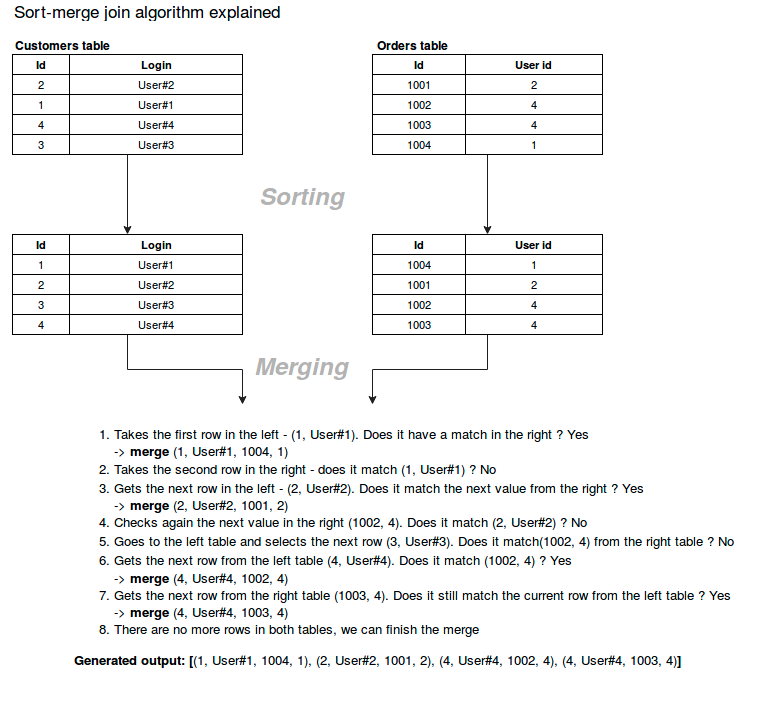 Sort-merge join algorithm explained
Customers table
Id Login
2 User#2
1 User#1
4 User#4
3 User#3
Orders table
Id User id
1001 2
1002 4
1003 4
1004 1
Sorting
Id Login
1 User#1
2 User#2
3 User#3
4 User#4
Id User id
1004 1
1001 2
1002 4
1003 4
Merging
1. Takes the first row in the left - (1, User#1). Does it have a match in the right ? Yes
-> merge (1, User#1, 1004, 1)
2. Takes the second row in the right - does it match (1, User#1) ? No
3. Gets the next row in the left - (2, User#2). Does it match the next value from the right ? Yes
-> merge (2, User#2, 1001, 2)
4. Checks again the next value in the right (1002, 4). Does it match (2, User#2) ? No
5. Goes to the left table and selects the next row (3, User#3). Does it match(1002, 4) from the right table ? No
6. Gets the next row from the left table (4, User#4). Does it match (1002, 4) ? Yes
-> merge (4, User#4, 1002, 4)
7. Gets the next row from the right table (1003, 4). Does it still match the current row from the left table ? Yes
-> merge (4, User#4, 1003, 4)
8. There are no more rows in both tables, we can finish the merge
Generated output: [(1, User#1, 1004, 1), (2, User#2, 1001, 2), (4, User#4, 1002, 4), (4, User#4, 1003, 4)]